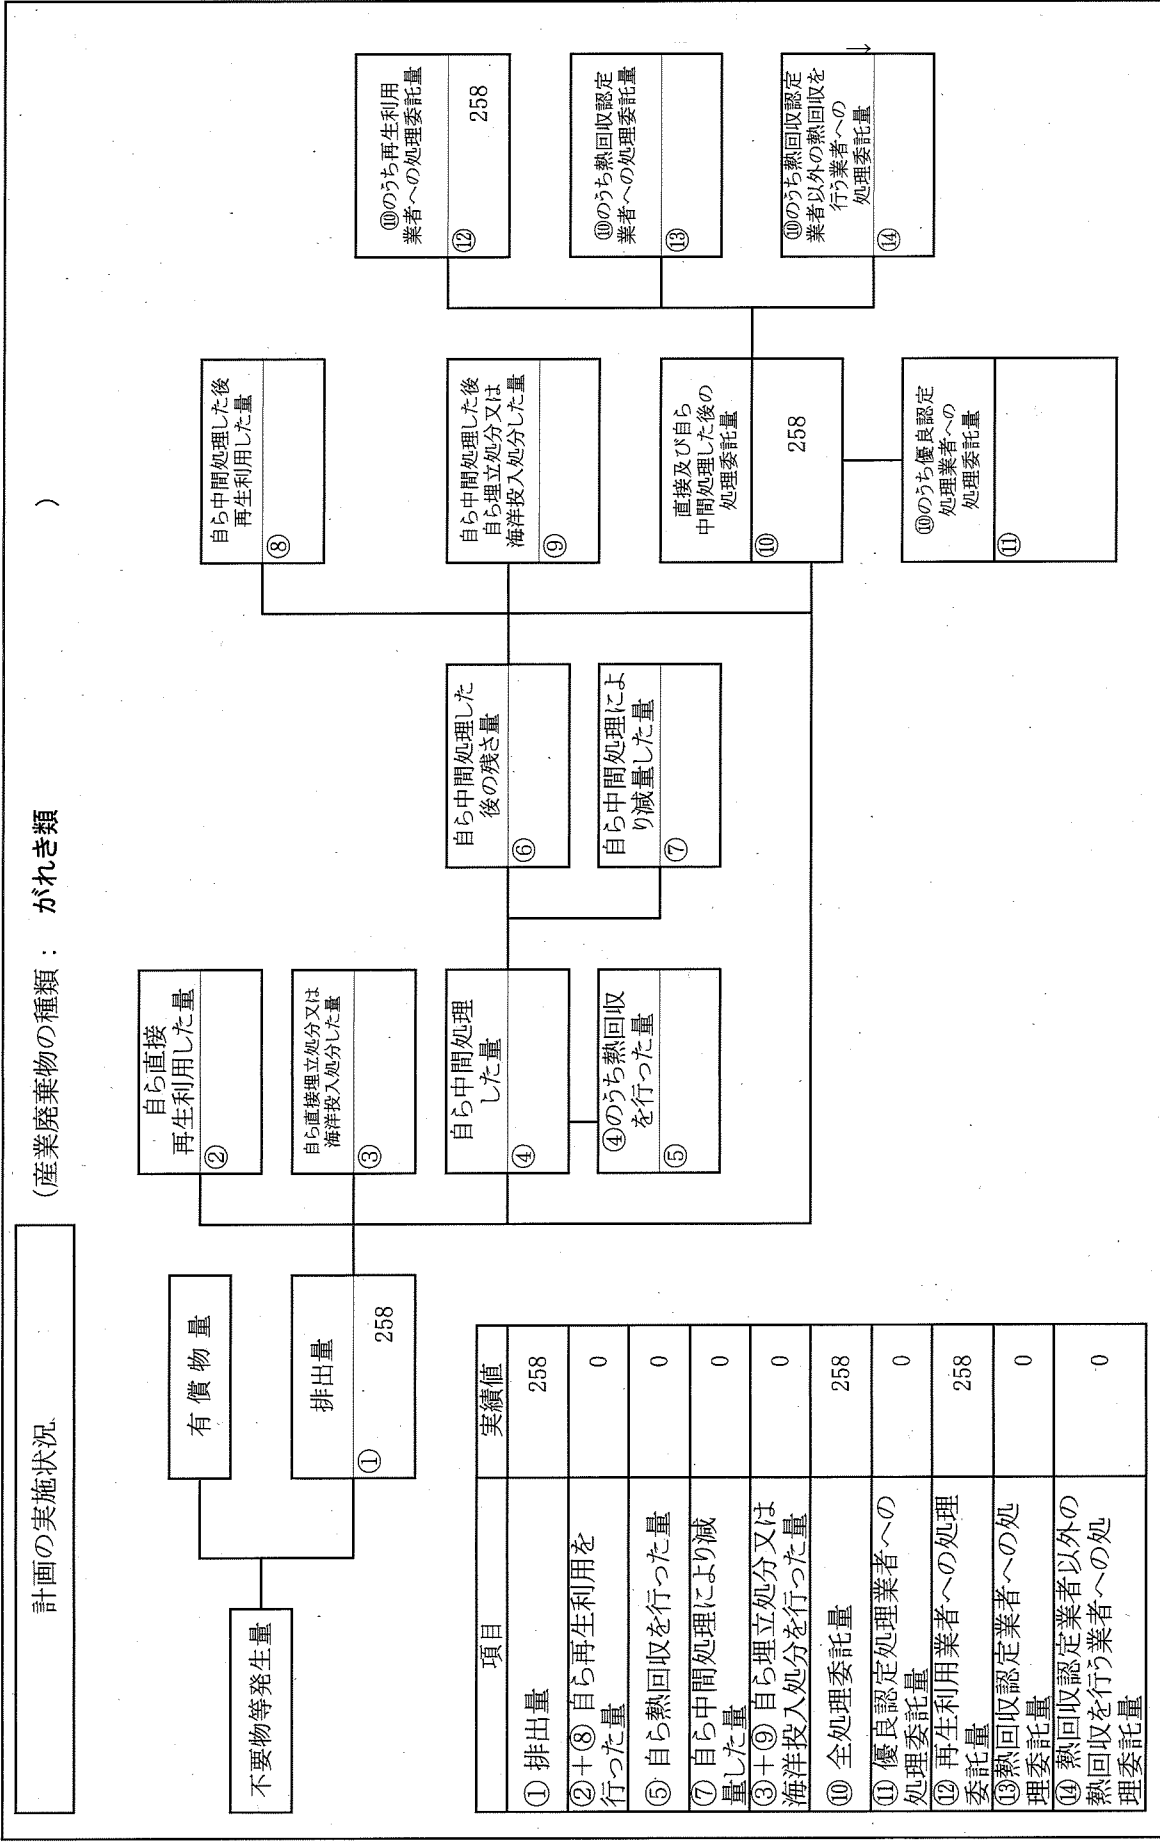 計画の実施状況
(産業廃棄物の種類： がれき類 )
不要物等発生量
有償物量
排出量
① 258
自ら直接
再生利用した量
②
自ら直接埋立処分又は
海洋投入処分した量
③
自ら中間処理
した量
④
④のうち熱回収
を行った量
⑤
自ら中間処理した
後の残さ量
⑥
自ら中間処理によ
り減量した量
⑦
自ら中間処理した後
再生利用した量
⑧
自ら中間処理した後
自ら埋立処分又は
海洋投入処分した量
⑨
直接及び自ら
中間処理した後の
処理委託量
⑩ 258
⑩のうち優良認定
処理業者への
処理委託量
⑪
⑩のうち再生利用
業者への処理委託量
⑫ 258
⑩のうち熱回収認定
業者への処理委託量
⑬
⑩のうち熱回収認定
業者以外の熱回収を
行う業者への
処理委託量
⑭
項目 実績値
① 排出量 258
②＋⑧ 自ら再生利用を
行った量 0
⑤ 自ら熱回収を行った量 0
⑦ 自ら中間処理により減
量した量 0
③＋⑨ 自ら埋立処分又は
海洋投入処分を行った量 0
⑩ 全処理委託量 258
⑪ 優良認定処理業者への
処理委託量 0
⑫ 再生利用業者への処理
委託量 258
⑬熱回収認定業者への処
理委託量 0
⑭ 熱回収認定業者以外の
熱回収を行う業者への処
理委託量 0